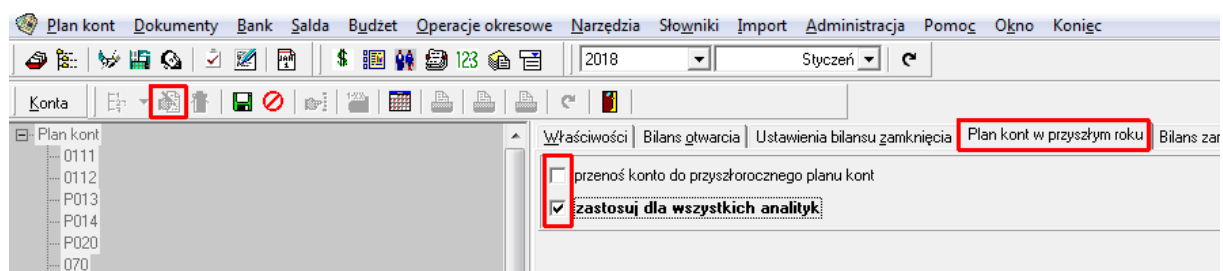 Plan kont Dokumenty Bank Salda Budżet Operacje okresowe Narzędzia Słowniki Import Administracja Pomoc Okno Koniec
$ 123 2018 Styczeń
Konta
Plan kont
0111
0112
P013
P014
P020
070
Właściwości Bilans otwarcia Ustawienia bilansu zamknięcia Plan kont w przyszłym roku Bilans zam
przenoś konto do przyszłorocznego planu kont
zastosuj dla wszystkich analityk